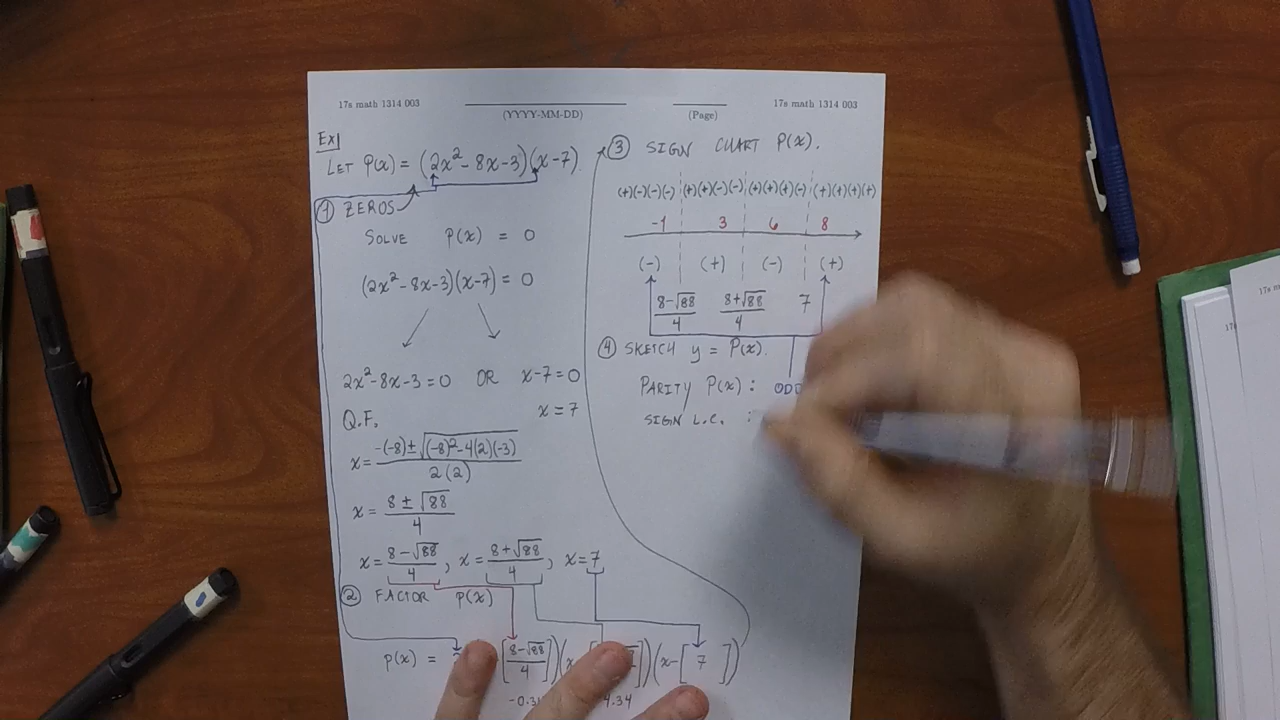 17s math 1314 003
(YYYY-MM-DD)
(Page)
17s math 1314 003
Ex
LET P(x) = (2x²-8x-3)(x-7).
① ZEROS
SOLVE P(x) = 0
(2x²-8x-3)(x-7) = 0
2x²-8x-3=0 OR x-7=0
x=7
Q.F.
x = (-(-8)±√((-8)²-4(2)(-3)))/(2(2))
x = (8±√88)/4
x = (8-√88)/4, x = (8+√88)/4, x=7
② FACTOR P(x)
P(x) = [(8-√88)/4])(x-[])(x-[7])
-0.3
4.34
③ SIGN CHART P(x).
(+)(-)(-)(-) (+)(+)(-)(-) (+)(+)(+)(-) (+)(+)(+)(+)
-1 3 6 8
(-) (+) (-) (+)
(8-√88)/4 (8+√88)/4 7
④ SKETCH y = P(x).
PARITY P(x) : ODD
SIGN L.C. :
17s m
17